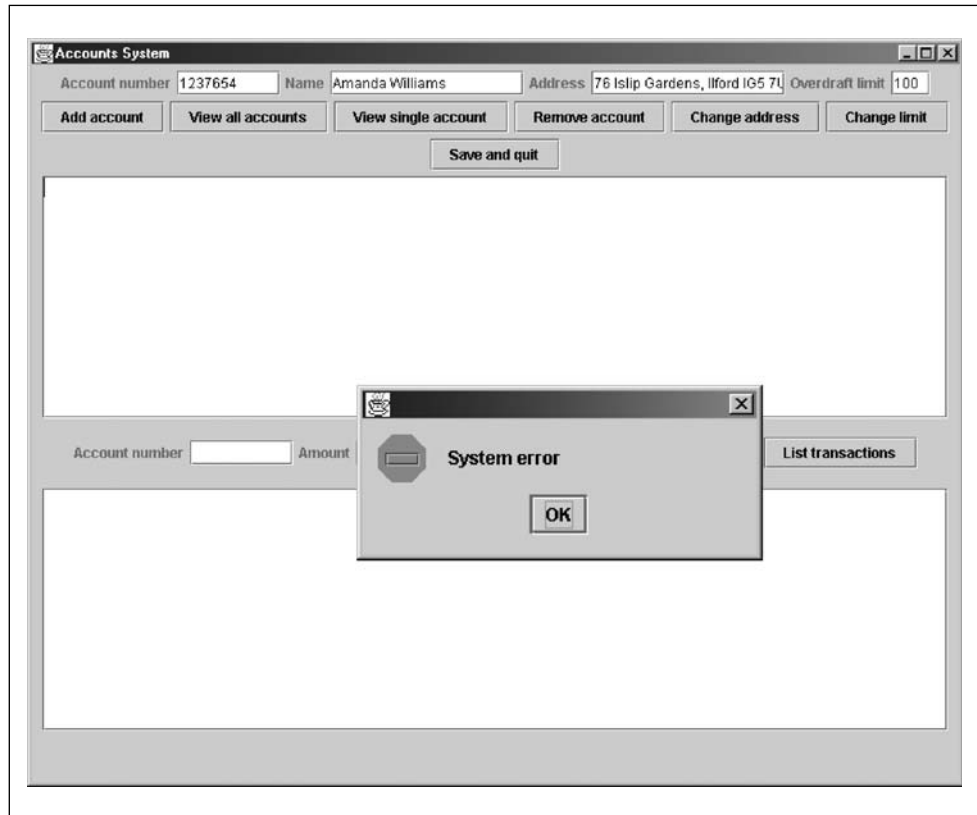 Accounts System
Account number 1237654 Name Amanda Williams Address 76 Islip Gardens, Ilford IG5 7U Overdraft limit 100
Add account View all accounts View single account Remove account Change address Change limit
Save and quit
System error
Account number Amount List transactions
OK